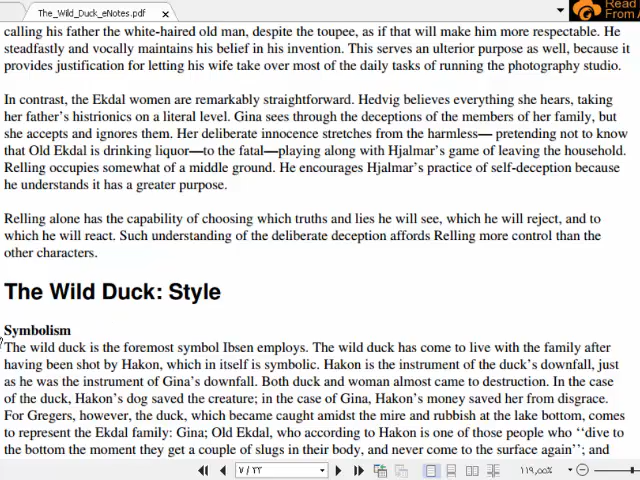 The_Wild_Duck_eNotes.pdf
Read
From A
calling his father the white-haired old man, despite the toupee, as if that will make him more respectable. He
steadfastly and vocally maintains his belief in his invention. This serves an ulterior purpose as well, because it
provides justification for letting his wife take over most of the daily tasks of running the photography studio.
In contrast, the Ekdal women are remarkably straightforward. Hedvig believes everything she hears, taking
her father's histrionics on a literal level. Gina sees through the deceptions of the members of her family, but
she accepts and ignores them. Her deliberate innocence stretches from the harmless— pretending not to know
that Old Ekdal is drinking liquor—to the fatal—playing along with Hjalmar's game of leaving the household.
Relling occupies somewhat of a middle ground. He encourages Hjalmar's practice of self-deception because
he understands it has a greater purpose.
Relling alone has the capability of choosing which truths and lies he will see, which he will reject, and to
which he will react. Such understanding of the deliberate deception affords Relling more control than the
other characters.
The Wild Duck: Style
Symbolism
The wild duck is the foremost symbol Ibsen employs. The wild duck has come to live with the family after
having been shot by Hakon, which in itself is symbolic. Hakon is the instrument of the duck's downfall, just
as he was the instrument of Gina's downfall. Both duck and woman almost came to destruction. In the case
of the duck, Hakon's dog saved the creature; in the case of Gina, Hakon's money saved her from disgrace.
For Gregers, however, the duck, which became caught amidst the mire and rubbish at the lake bottom, comes
to represent the Ekdal family: Gina; Old Ekdal, who according to Hakon is one of those people who ‘‘dive to
the bottom the moment they get a couple of slugs in their body, and never come to the surface again’’; and
٧ / ٢٢
١١٩,٥٥%